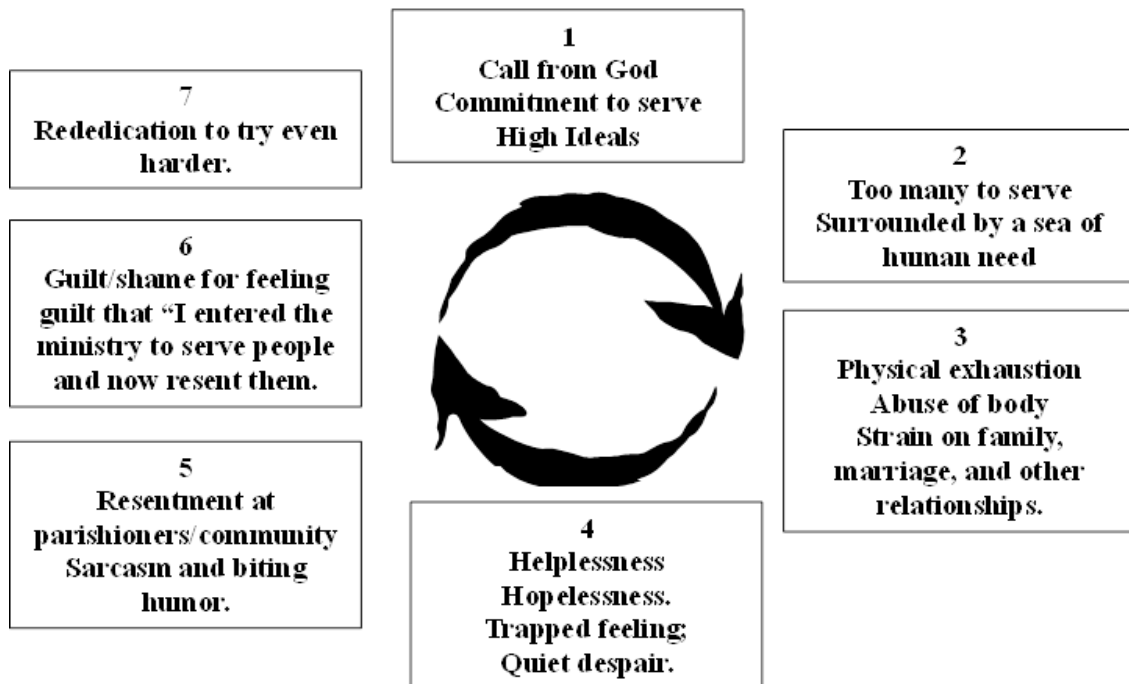 1
Call from God
Commitment to serve
High Ideals
2
Too many to serve
Surrounded by a sea of
human need
3
Physical exhaustion
Abuse of body
Strain on family,
marriage, and other
relationships.
4
Helplessness
Hopelessness.
Trapped feeling;
Quiet despair.
5
Resentment at
parishioners/community
Sarcasm and biting
humor.
6
Guilt/shame for feeling
guilt that “I entered the
ministry to serve people
and now resent them.
7
Rededication to try even
harder.